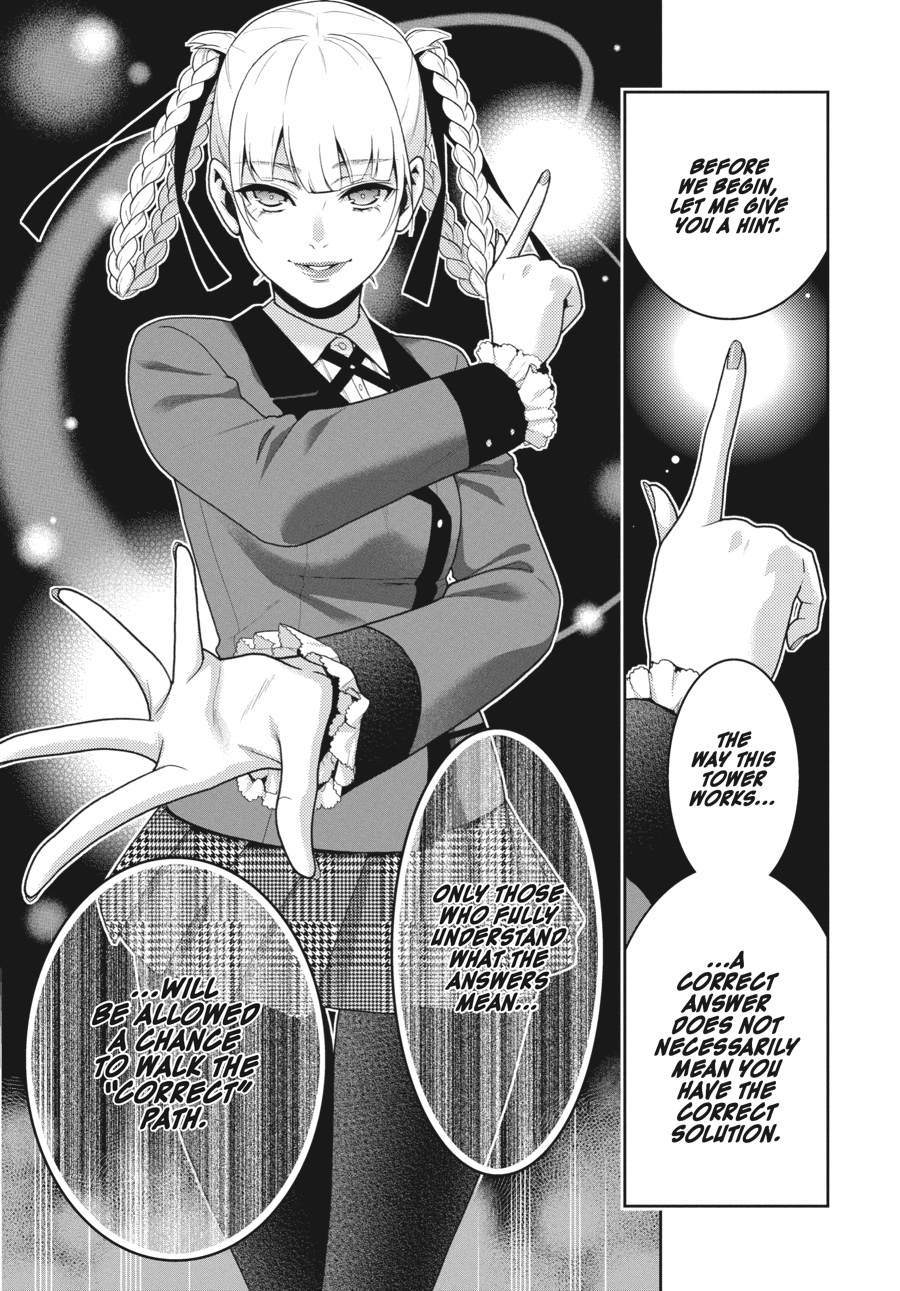 BEFORE
WE BEGIN,
LET ME GIVE
YOU A HINT.
THE
WAY THIS
TOWER
WORKS...
...A
CORRECT
ANSWER
DOES NOT
NECESSARILY
MEAN YOU
HAVE THE
CORRECT
SOLUTION.
ONLY THOSE
WHO FULLY
UNDERSTAND
WHAT THE
ANSWERS
MEAN...
...WILL
BE ALLOWED
A CHANCE
TO WALK THE
"CORRECT"
PATH.